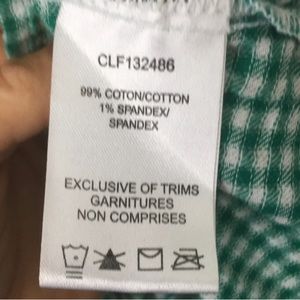 CLF132486
99% COTON/COTTON
1% SPANDEX/
SPANDEX
EXCLUSIVE OF TRIMS
GARNITURES
NON COMPRISES